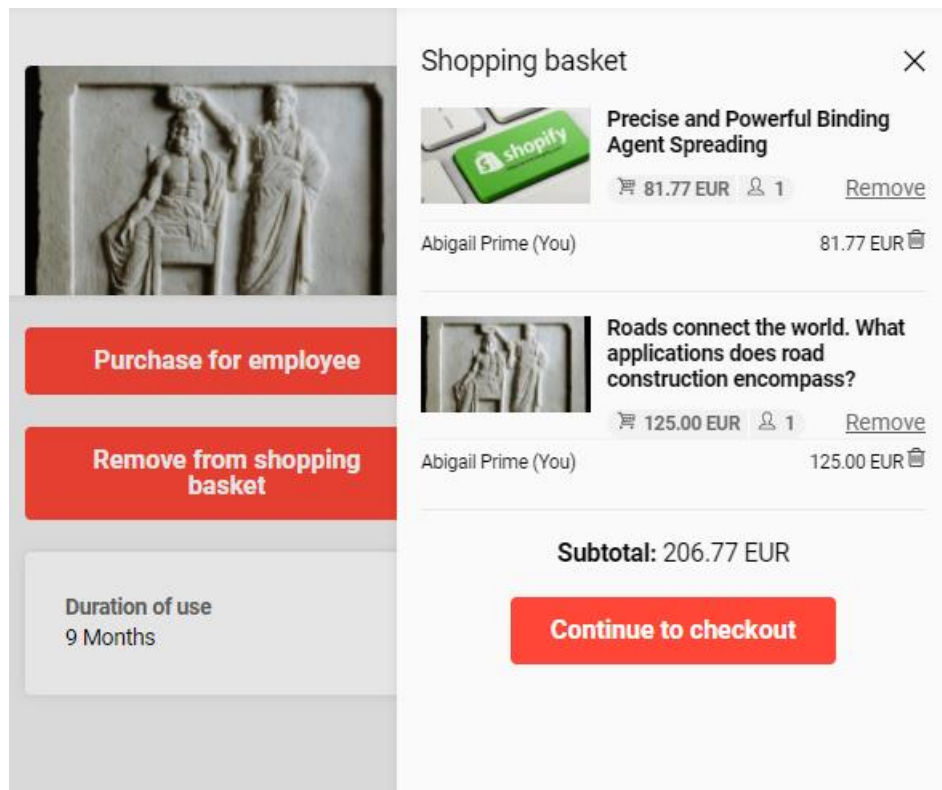 Shopping basket
shopify
Precise and Powerful Binding
Agent Spreading
81.77 EUR 1 Remove
Abigail Prime (You) 81.77 EUR
Roads connect the world. What
applications does road
construction encompass?
125.00 EUR 1 Remove
Abigail Prime (You) 125.00 EUR
Subtotal: 206.77 EUR
Continue to checkout
Purchase for employee
Remove from shopping
basket
Duration of use
9 Months